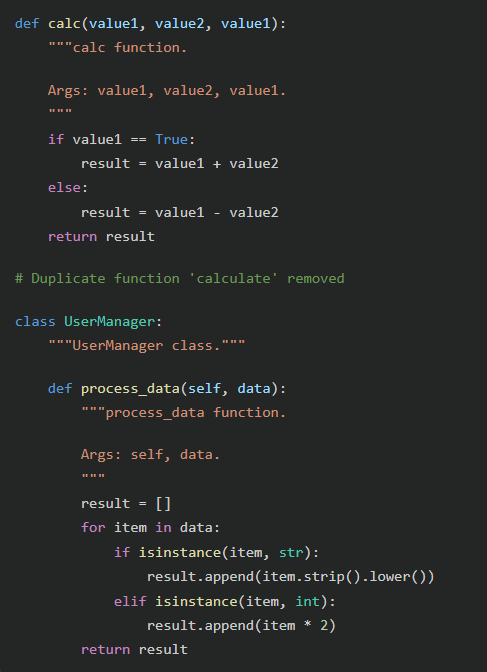 def calc(value1, value2, value1):
    """calc function.

    Args: value1, value2, value1.
    """
    if value1 == True:
        result = value1 + value2
    else:
        result = value1 - value2
    return result

# Duplicate function 'calculate' removed

class UserManager:
    """UserManager class."""

    def process_data(self, data):
        """process_data function.

        Args: self, data.
        """
        result = []
        for item in data:
            if isinstance(item, str):
                result.append(item.strip().lower())
            elif isinstance(item, int):
                result.append(item * 2)
        return result